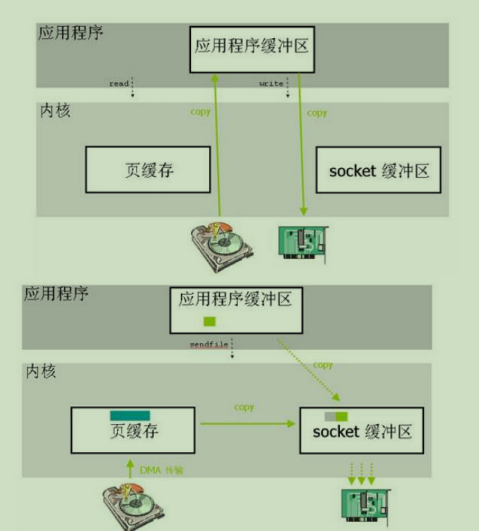 应用程序
应用程序缓冲区
read
write
内核
copy
copy
页缓存
socket 缓冲区
应用程序
应用程序缓冲区
sendfile
内核
copy
copy
页缓存
socket 缓冲区
DMA 传输